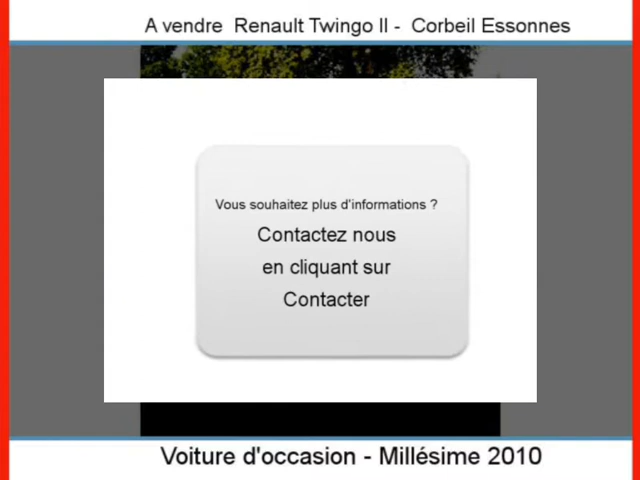 A vendre Renault Twingo II - Corbeil Essonnes
Vous souhaitez plus d'informations ?
Contactez nous
en cliquant sur
Contacter
Voiture d'occasion - Millésime 2010